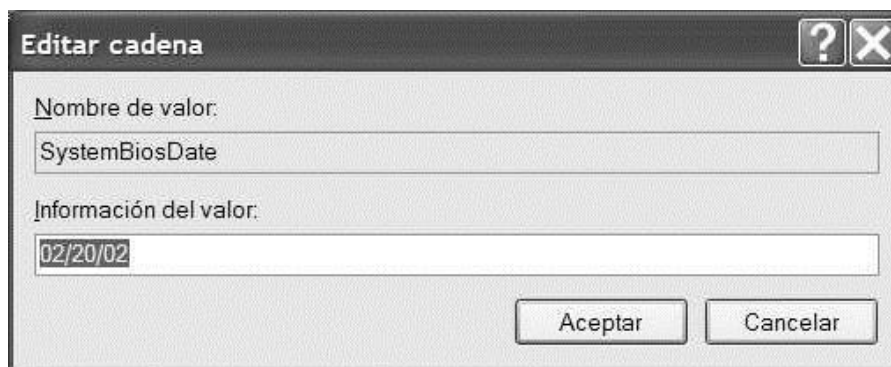 Editar cadena
Nombre de valor:
SystemBiosDate
Información del valor:
02/20/02
Aceptar Cancelar